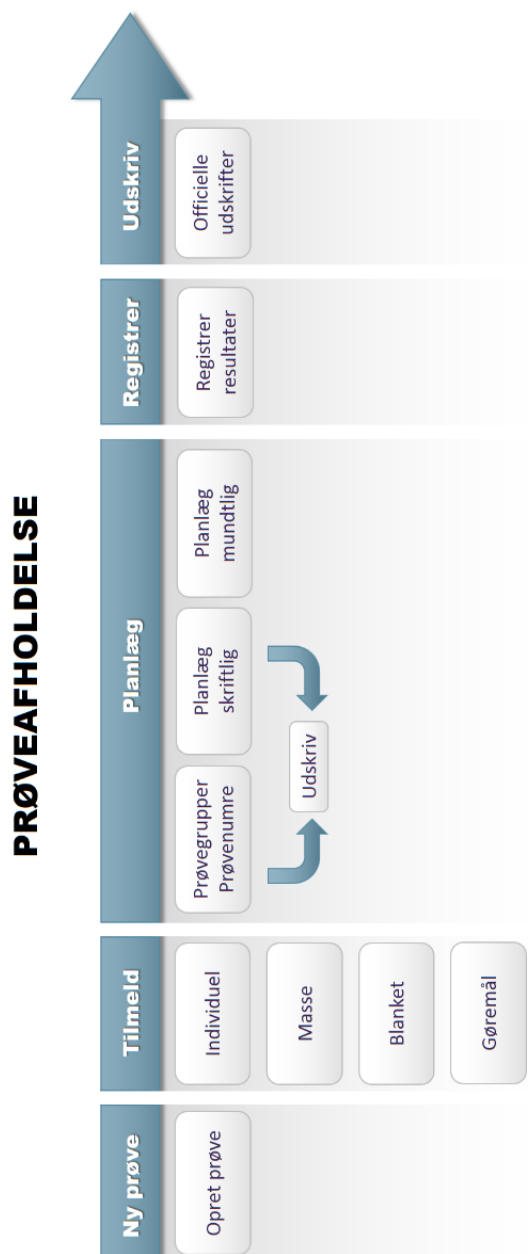 PRØVEAFHOLDELSE
Ny prøve
Opret prøve
Tilmeld
Individuel
Masse
Blanket
Gøremål
Planlæg
Prøvegrupper
Prøvenumre
Planlæg
skriftlig
Planlæg
mundtlig
Udskriv
Registrer
Registrer
resultater
Udskriv
Officielle
udskrifter